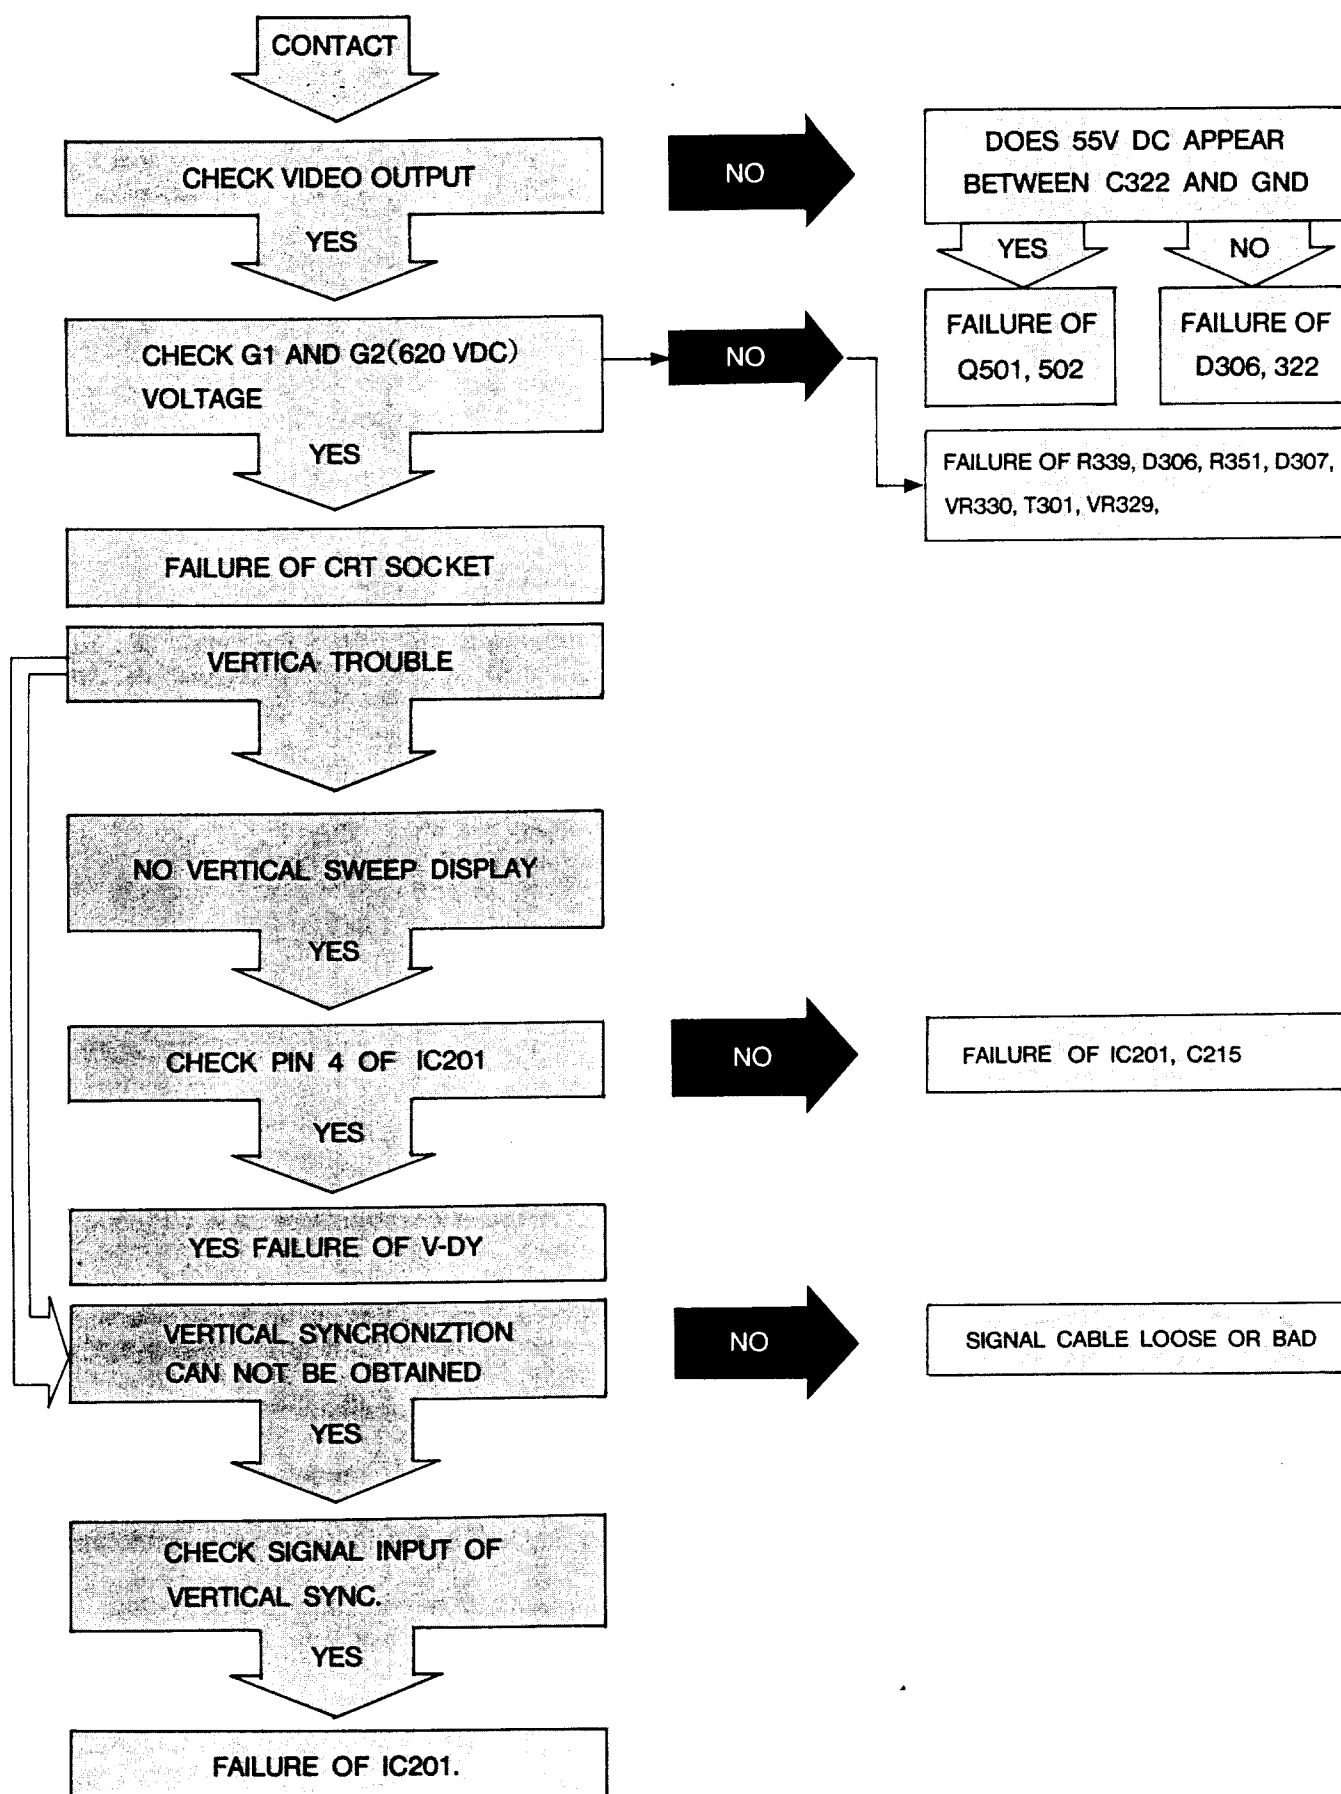 CONTACT
CHECK VIDEO OUTPUT
NO
DOES 55V DC APPEAR
BETWEEN C322 AND GND
YES
YES
NO
CHECK G1 AND G2(620 VDC)
VOLTAGE
NO
FAILURE OF
Q501, 502
FAILURE OF
D306, 322
YES
FAILURE OF R339, D306, R351, D307,
VR330, T301, VR329,
FAILURE OF CRT SOCKET
VERTICA TROUBLE
NO VERTICAL SWEEP DISPLAY
YES
CHECK PIN 4 OF IC201
NO
FAILURE OF IC201, C215
YES
YES FAILURE OF V-DY
VERTICAL SYNCRONIZTION
CAN NOT BE OBTAINED
NO
SIGNAL CABLE LOOSE OR BAD
YES
CHECK SIGNAL INPUT OF
VERTICAL SYNC.
YES
FAILURE OF IC201.